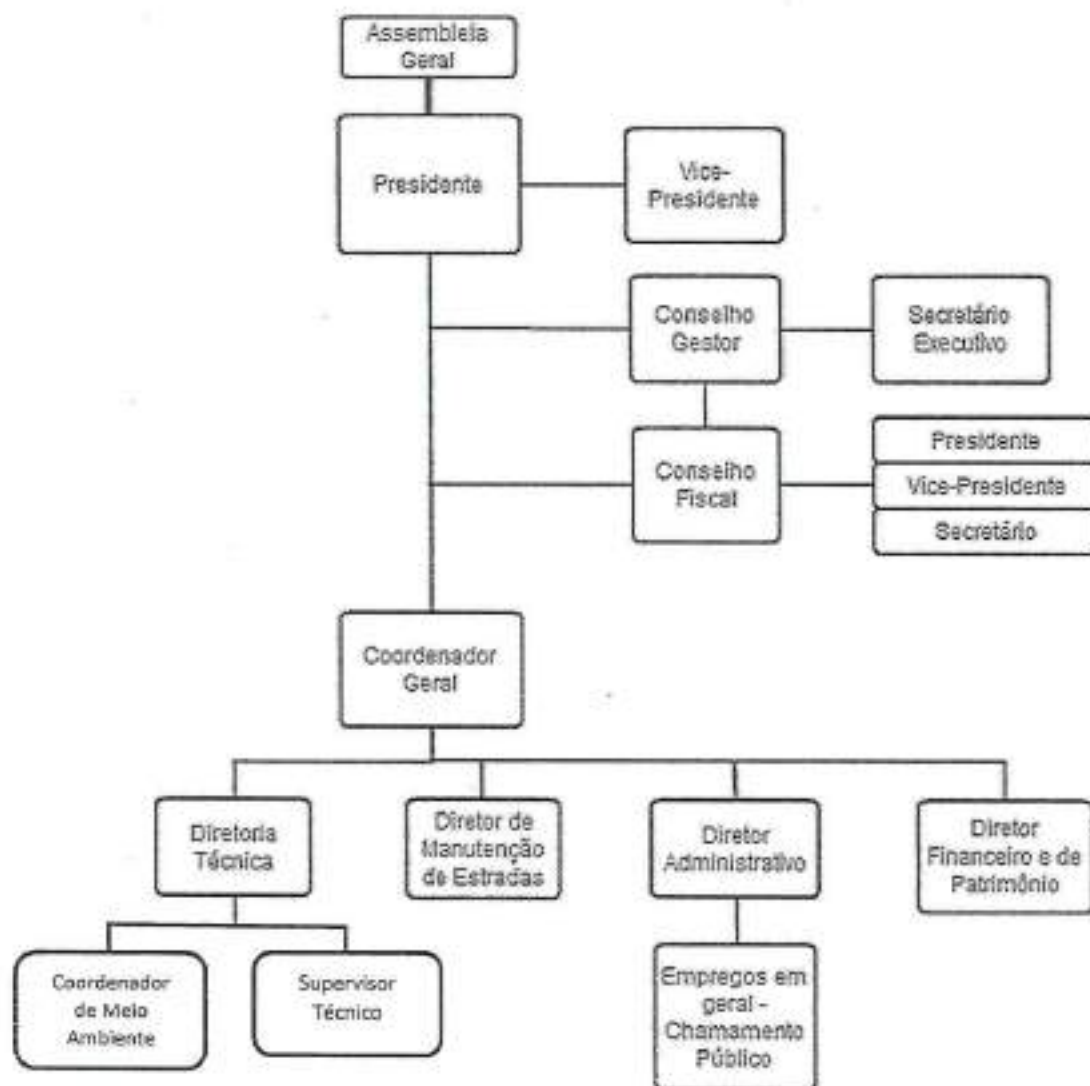 Assembleia
Geral
Presidente
Vice-
Presidente
Conselho
Gestor
Secretário
Executivo
Conselho
Fiscal
Presidente
Vice-Presidente
Secretário
Coordenador
Geral
Diretoria
Técnica
Diretor de
Manutenção
de Estradas
Diretor
Administrativo
Diretor
Financeiro e de
Patrimônio
Coordenador
de Meio
Ambiente
Supervisor
Técnico
Empregos em
geral -
Chamamento
Público